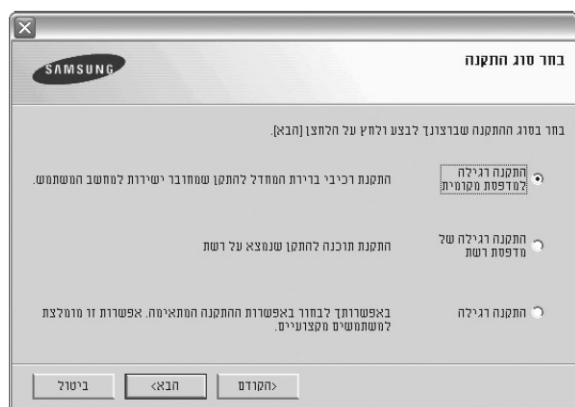 בחר סוג התקנה
SAMSUNG
בחר בסוג ההתקנה שברצונך לבצע ולחץ על הלחצן [הבא].
התקנה רגילה
למדפסת מקומית
התקנת רכיבי ברירת המחדל להתקן שמחובר ישירות למחשב המשתמש.
התקנה רגילה של
מדפסת רשת
התקנת תוכנה להתקן שנמצא על רשת
התקנה רגילה
באפשרותך לבחור באפשרות ההתקנה המתאימה. אפשרות זו מומלצת
למשתמשים מקצועיים.
<הקודם
הבא>
ביטול